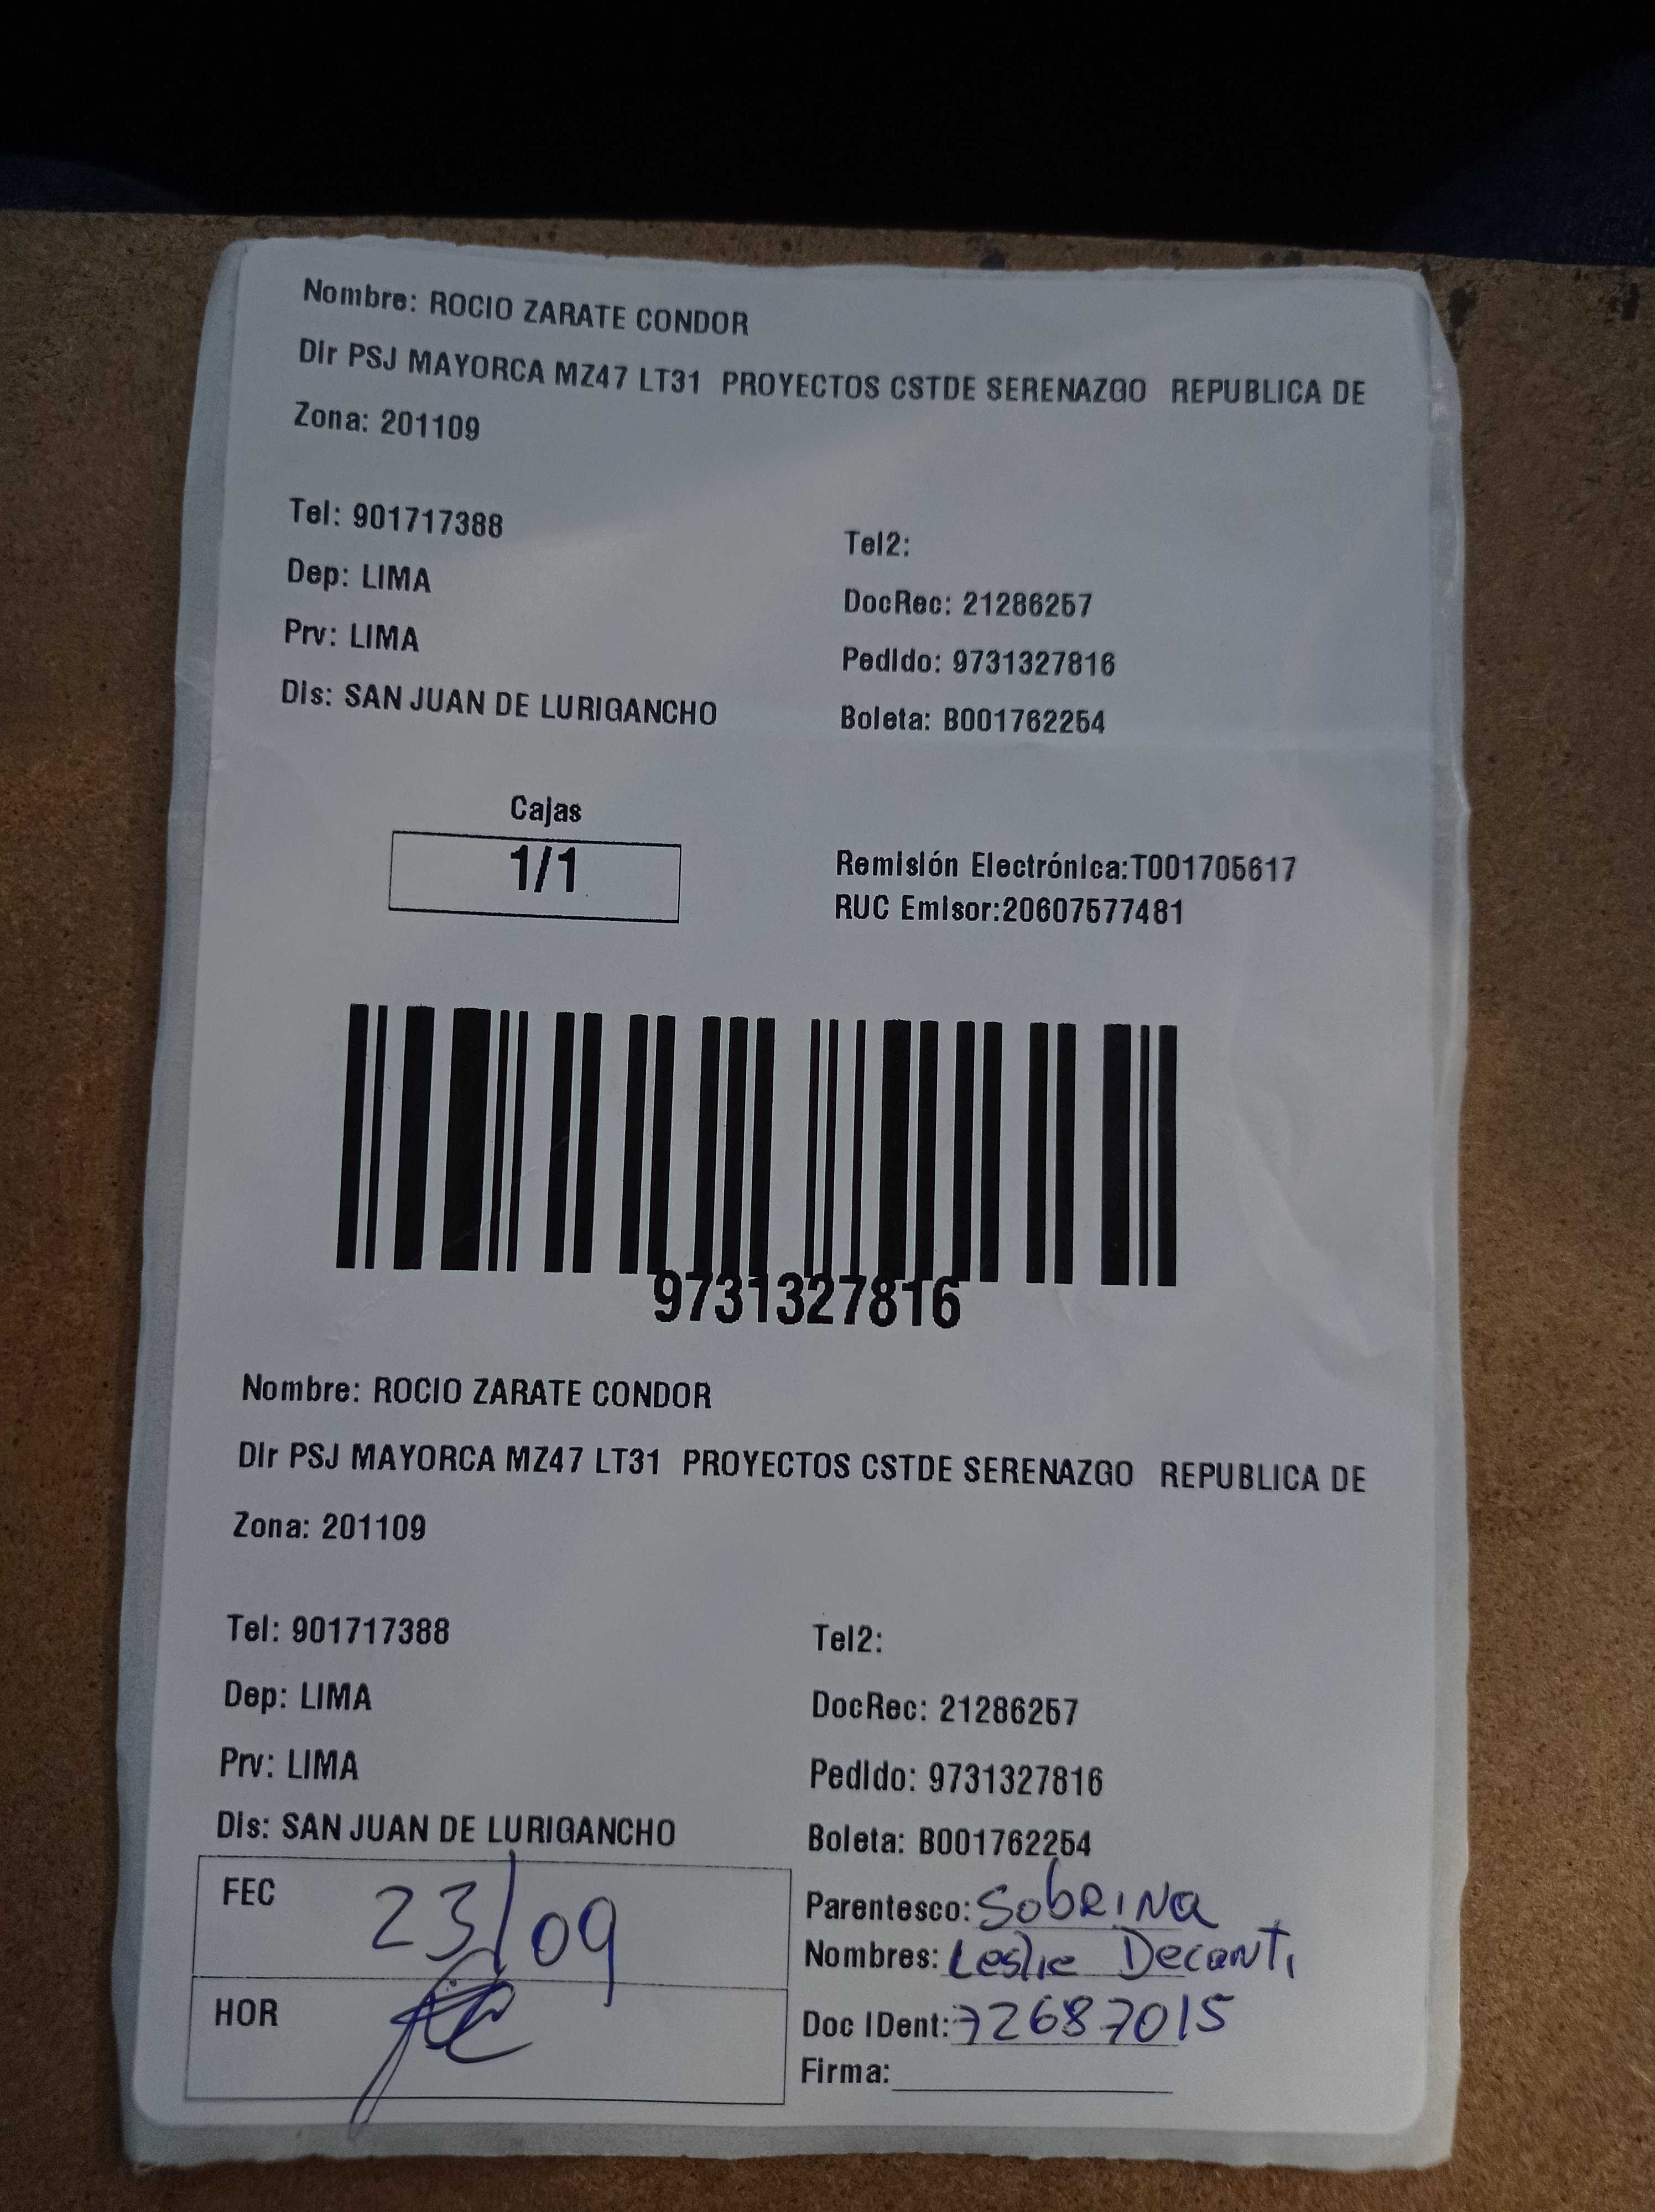 Nombre: ROCIO ZARATE CONDOR
Dir PSJ MAYORCA MZ47 LT31 PROYECTOS CSTDE SERENAZGO REPUBLICA DE
Zona: 201109
Tel: 901717388
Tel2:
Dep: LIMA
DocRec: 21286257
Prv: LIMA
Pedido: 9731327816
Dis: SAN JUAN DE LURIGANCHO
Boleta: B001762254
Cajas
1/1
Remisión Electrónica:T001705617
RUC Emisor:20607577481
9731327816
Nombre: ROCIO ZARATE CONDOR
Dir PSJ MAYORCA MZ47 LT31 PROYECTOS CSTDE SERENAZGO REPUBLICA DE
Zona: 201109
Tel: 901717388
Tel2:
Dep: LIMA
DocRec: 21286257
Prv: LIMA
Pedido: 9731327816
Dis: SAN JUAN DE LURIGANCHO
Boleta: B001762254
FEC 23/09
Parentesco: SobRINa
Nombres: Leslie Decanti
HOR
Doc IDent: 72687015
Firma: